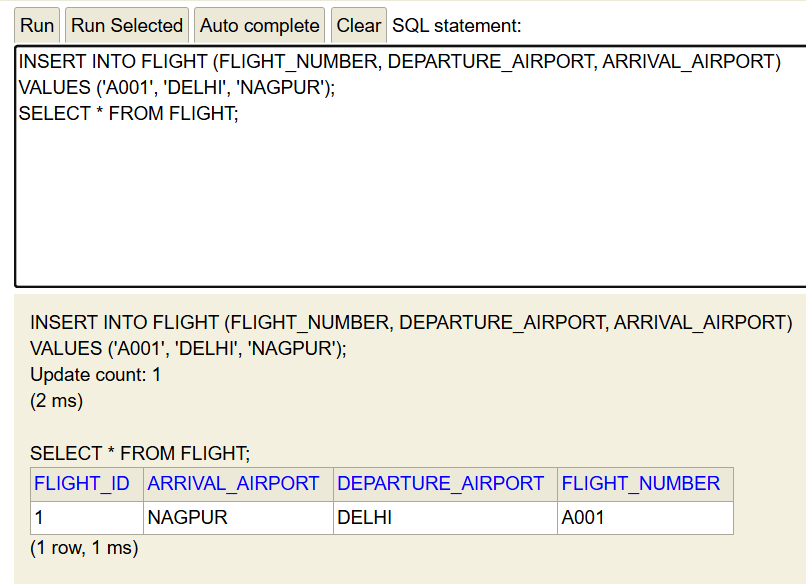 Run Run Selected Auto complete Clear SQL statement:
INSERT INTO FLIGHT (FLIGHT_NUMBER, DEPARTURE_AIRPORT, ARRIVAL_AIRPORT)
VALUES ('A001', 'DELHI', 'NAGPUR');
SELECT * FROM FLIGHT;
INSERT INTO FLIGHT (FLIGHT_NUMBER, DEPARTURE_AIRPORT, ARRIVAL_AIRPORT)
VALUES ('A001', 'DELHI', 'NAGPUR');
Update count: 1
(2 ms)
SELECT * FROM FLIGHT;
FLIGHT_ID ARRIVAL_AIRPORT DEPARTURE_AIRPORT FLIGHT_NUMBER
1 NAGPUR DELHI A001
(1 row, 1 ms)